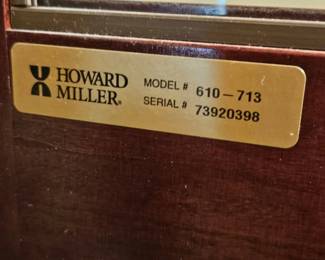 HOWARD
MILLER®
MODEL # 610-713
SERIAL # 73920398